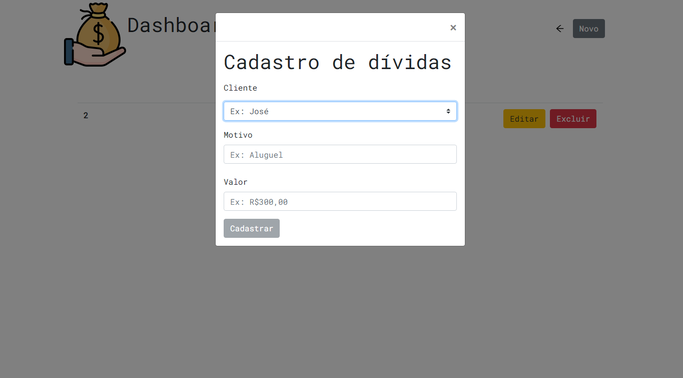 Dashboar
×
Novo
Cadastro de dívidas
Cliente
Ex: José
2
Editar
Excluir
Motivo
Ex: Aluguel
Valor
Ex: R$300,00
Cadastrar